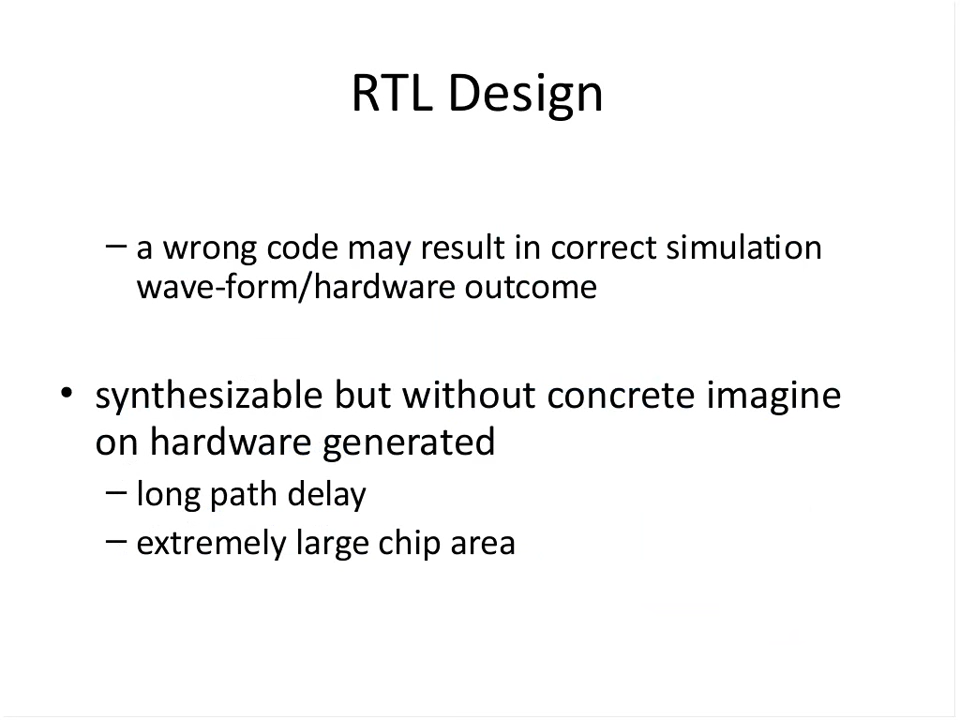 RTL Design
– a wrong code may result in correct simulation
wave-form/hardware outcome
• synthesizable but without concrete imagine
on hardware generated
– long path delay
– extremely large chip area